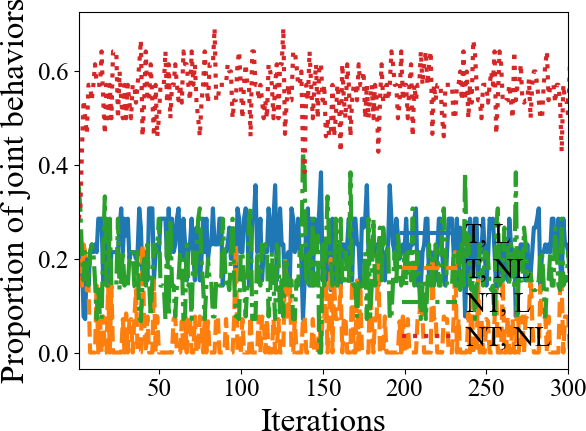 Proportion of joint behaviors
0.6
0.4
0.2
0.0
T, L
T, NL
NT, L
NT, NL
50
100
150
200
250
300
Iterations